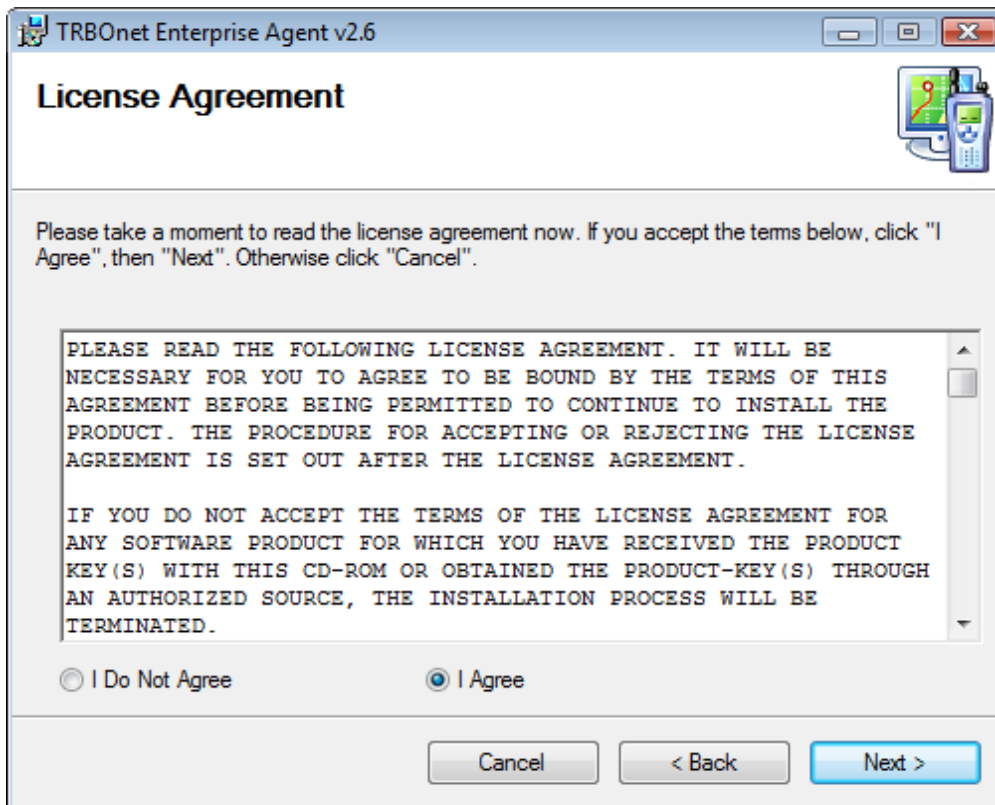 TRBOnet Enterprise Agent v2.6
License Agreement
Please take a moment to read the license agreement now. If you accept the terms below, click "I
Agree", then "Next". Otherwise click "Cancel".
PLEASE READ THE FOLLOWING LICENSE AGREEMENT. IT WILL BE
NECESSARY FOR YOU TO AGREE TO BE BOUND BY THE TERMS OF THIS
AGREEMENT BEFORE BEING PERMITTED TO CONTINUE TO INSTALL THE
PRODUCT. THE PROCEDURE FOR ACCEPTING OR REJECTING THE LICENSE
AGREEMENT IS SET OUT AFTER THE LICENSE AGREEMENT.
IF YOU DO NOT ACCEPT THE TERMS OF THE LICENSE AGREEMENT FOR
ANY SOFTWARE PRODUCT FOR WHICH YOU HAVE RECEIVED THE PRODUCT
KEY(S) WITH THIS CD-ROM OR OBTAINED THE PRODUCT-KEY(S) THROUGH
AN AUTHORIZED SOURCE, THE INSTALLATION PROCESS WILL BE
TERMINATED.
I Do Not Agree I Agree
Cancel < Back Next >